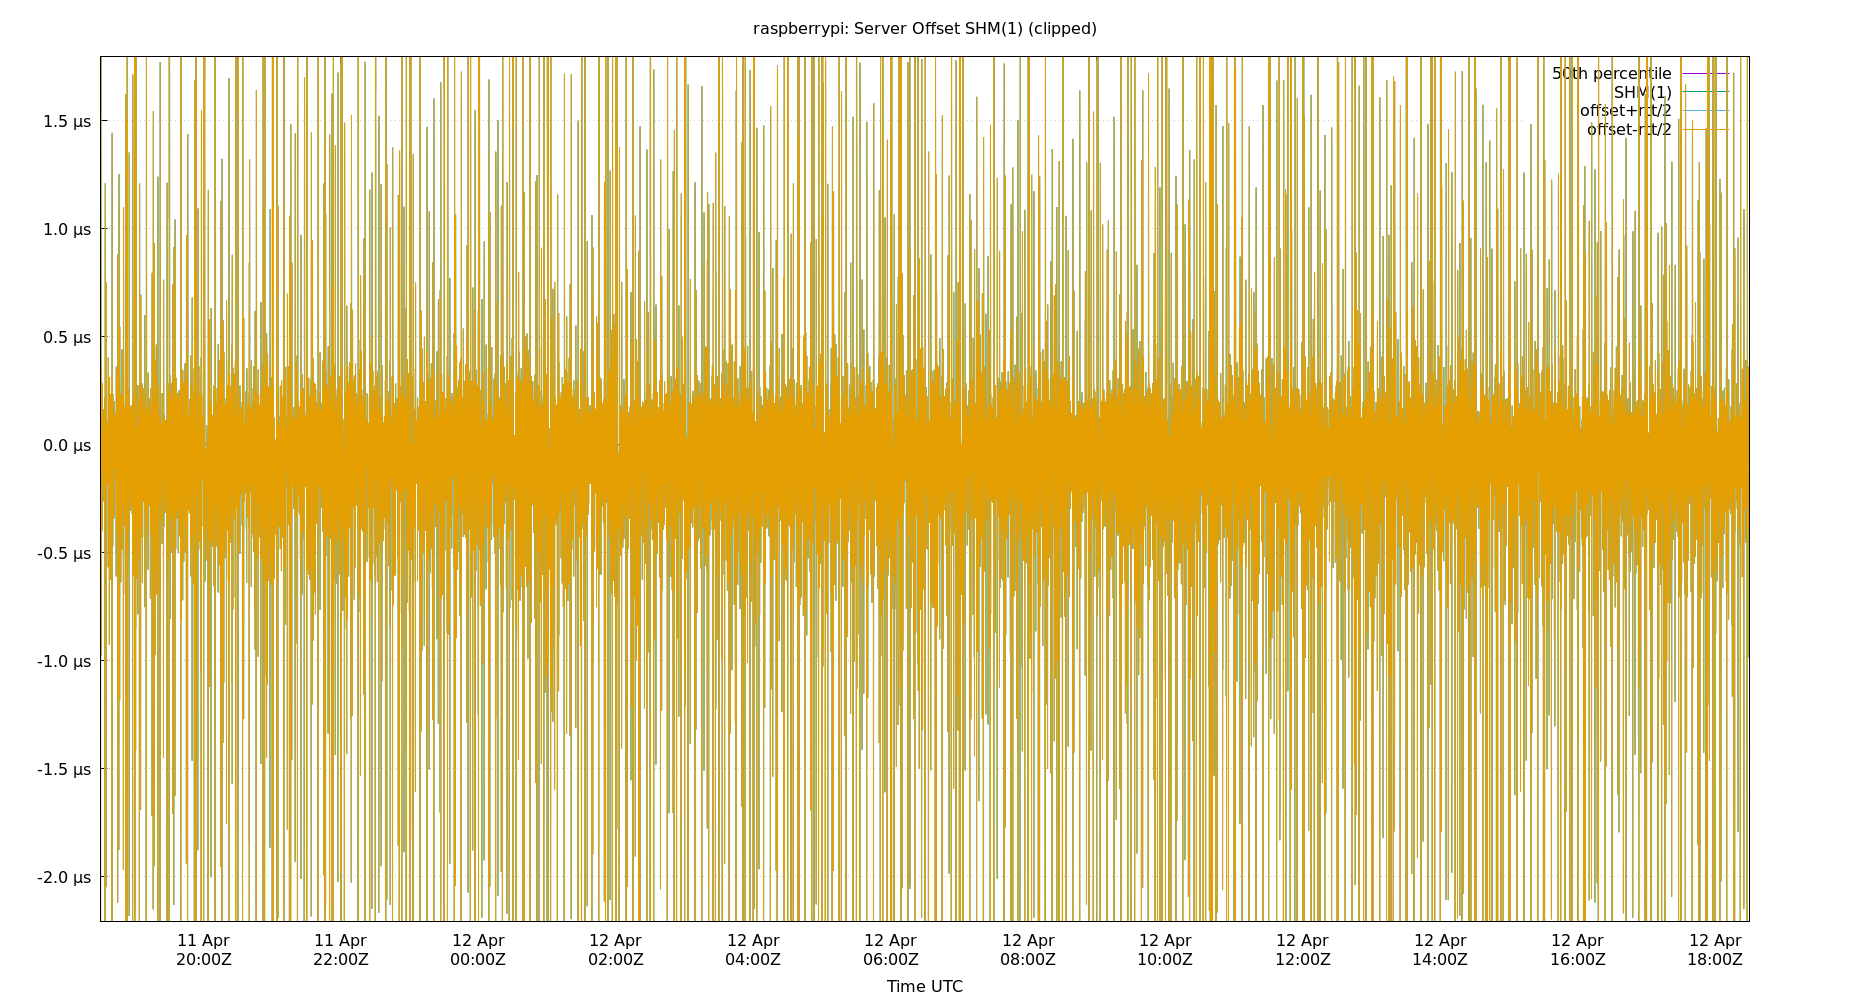 raspberrypi: Server Offset SHM(1) (clipped)
50th percentile
SHM(1)
offset+rtt/2
offset-rtt/2
1.5 µs
1.0 µs
0.5 µs
0.0 µs
-0.5 µs
-1.0 µs
-1.5 µs
-2.0 µs
11 Apr 11 Apr 12 Apr 12 Apr 12 Apr 12 Apr 12 Apr 12 Apr 12 Apr 12 Apr 12 Apr 12 Apr
20:00Z 22:00Z 00:00Z 02:00Z 04:00Z 06:00Z 08:00Z 10:00Z 12:00Z 14:00Z 16:00Z 18:00Z
Time UTC